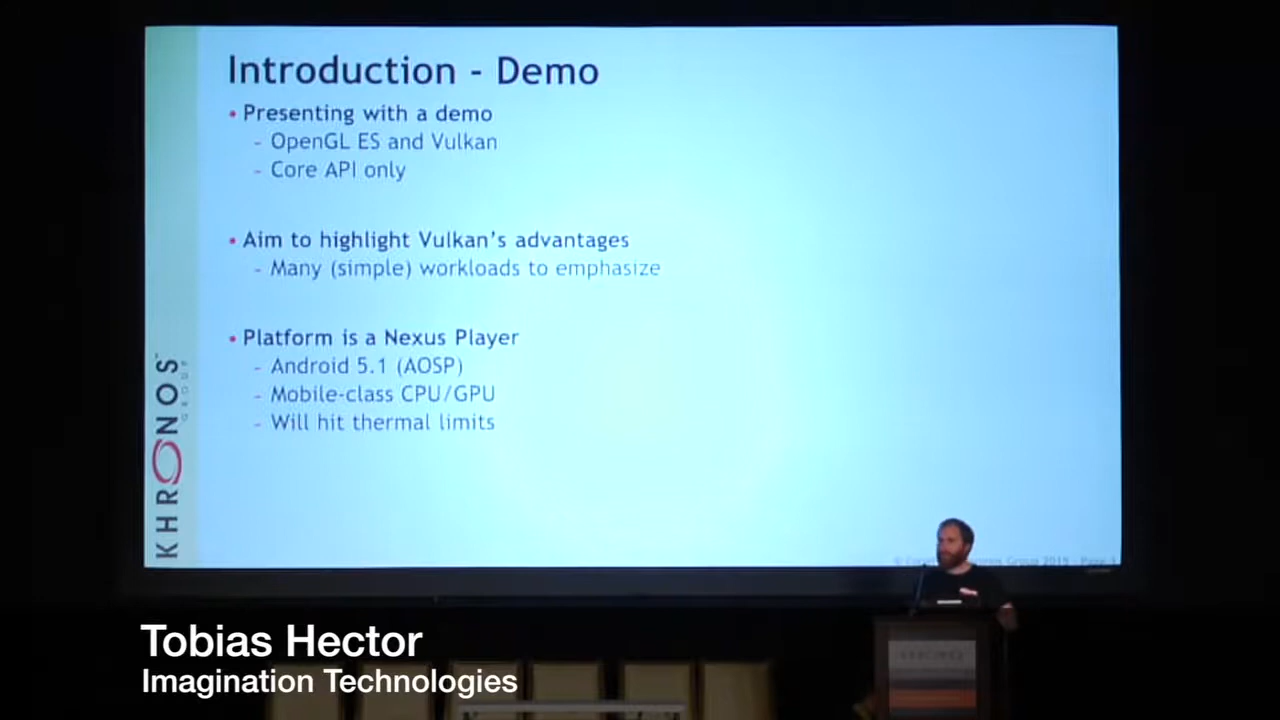 Introduction - Demo
• Presenting with a demo
- OpenGL ES and Vulkan
- Core API only
• Aim to highlight Vulkan's advantages
- Many (simple) workloads to emphasize
• Platform is a Nexus Player
- Android 5.1 (AOSP)
- Mobile-class CPU/GPU
- Will hit thermal limits
KHRONOS
GROUP
Tobias Hector
Imagination Technologies